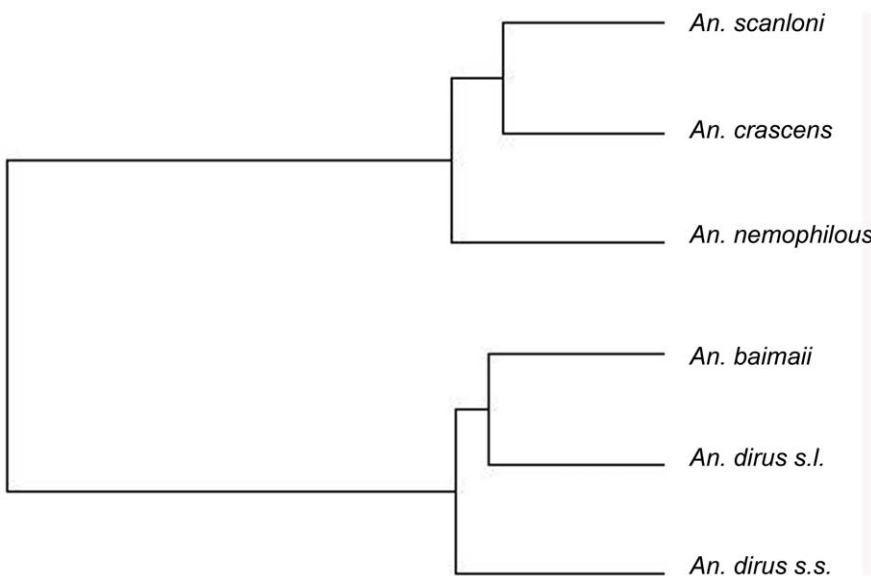 An. scanloni
An. crascens
An. nemophilous
An. baimaii
An. dirus s.l.
An. dirus s.s.